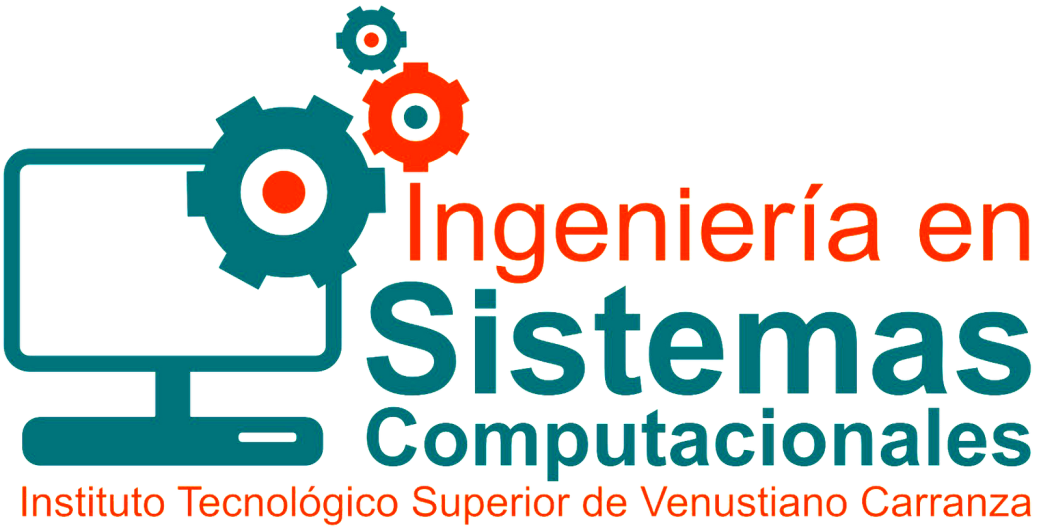 Ingeniería en
Sistemas
Computacionales
Instituto Tecnológico Superior de Venustiano Carranza